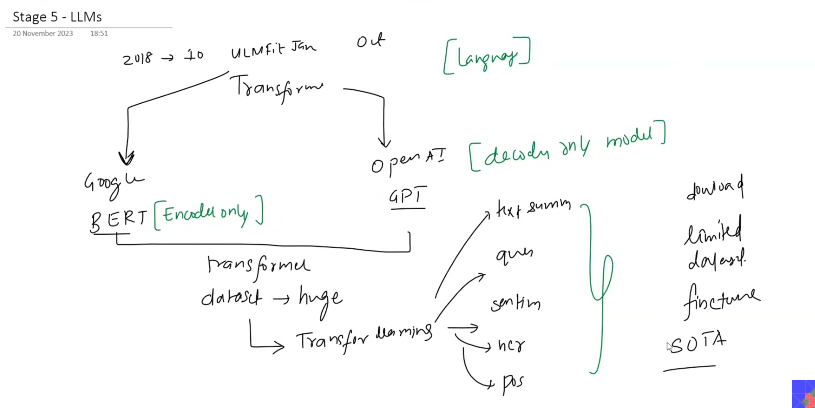 Stage 5 - LLMs
20 November 2023 18:51
2018 → 10 ULMFit Jan Out
[Languag]
Transforme
Google
OpenAI [decoder only model]
BERT [Encoder only]
GPT
transformer
dataset → huge
Transfer learning
text summ
ques
sentim
ner
pos
download
limited
dataset
finetune
SOTA